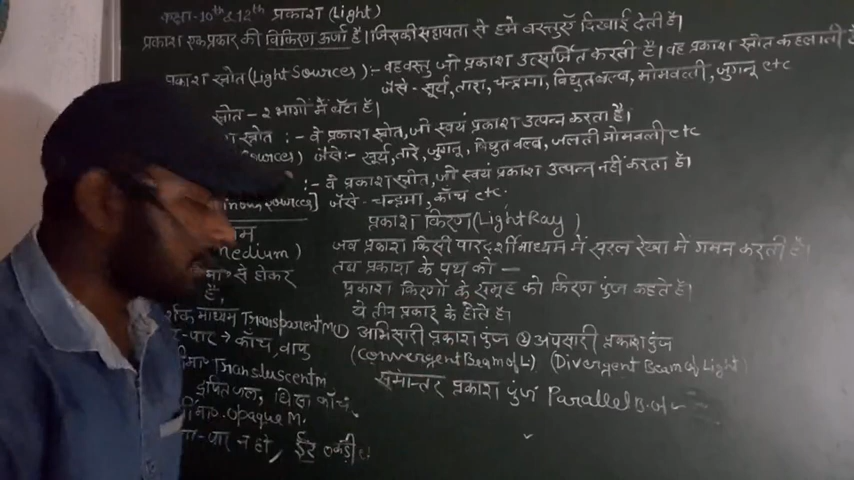 कक्षा-10th & 12th प्रकाश (Light)
प्रकाश एक प्रकार की विकिरण ऊर्जा है। जिसकी सहायता से हमे वस्तुएँ दिखाई देती है।
प्रकाश स्रोत (Light Sources) :- वह वस्तु जो प्रकाश उत्सर्जित करती है। वह प्रकाश स्रोत कहलाती है
जैसे- सूर्य, तारा, चन्द्रमा, विद्युत बल्ब, मोमबत्ती, जुगनू etc
स्रोत - 2 भागों में बँटा है।
स्रोत :- वे प्रकाश स्रोत, जो स्वयं प्रकाश उत्पन्न करता है।
जैसे:- सूर्य, तारे, जुगनू, विधुत बल्ब, जलती मोमबत्ती etc
:- वे प्रकाश स्रोत, जो स्वयं प्रकाश उत्पन्न नहीं करता है।
sources] जैसे- चन्द्रमा, काँच etc.
प्रकाश किरण (Light Ray)
medium)
जब प्रकाश किसी पारदर्शी माध्यम में सरल रेखा में गमन करती है।
से होकर
तब प्रकाश के पथ को —
है,
प्रकाश किरणों के समूह को किरण पुंज कहते है।
ये तीन प्रकार के होते है।
माध्यम Transparent M
① अभिसारी प्रकाश पुंज ② अपसारी प्रकाश पुंज
पार → काँच, वायु
(Convergent Beam of L) (Divergent Beam of Light)
Transluscent m.
समान्तर प्रकाश पुंज Parallel B. of
जल, घिसा काँच,
opaque M.
पार न हो,